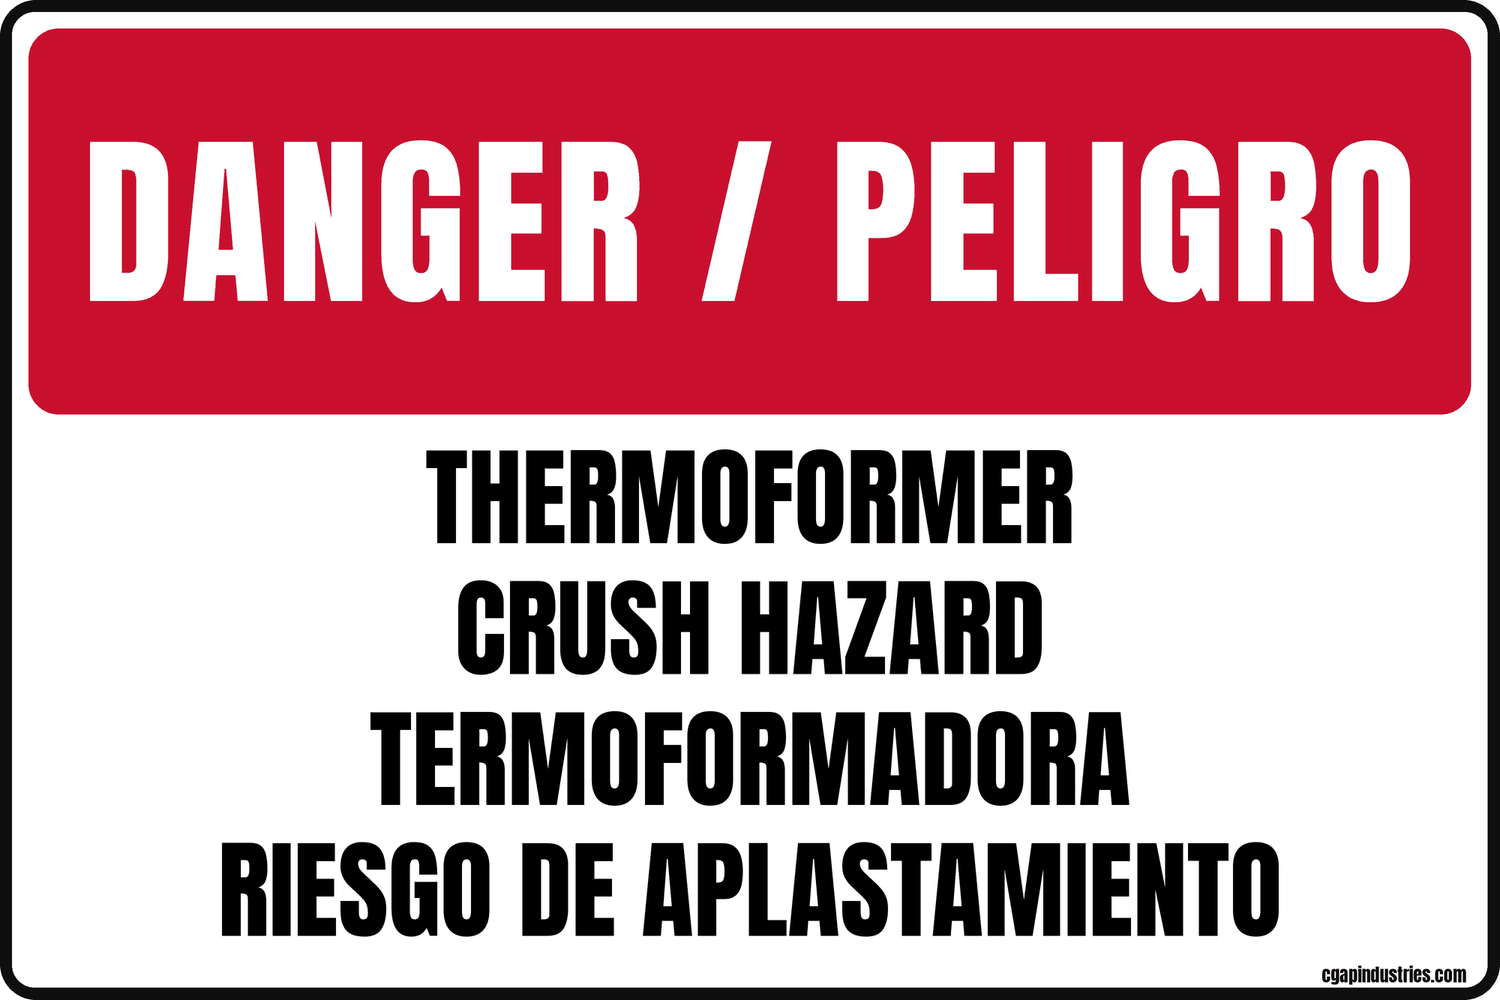 DANGER / PELIGRO
THERMOFORMER
CRUSH HAZARD
TERMOFORMADORA
RIESGO DE APLASTAMIENTO
cgapindustries.com